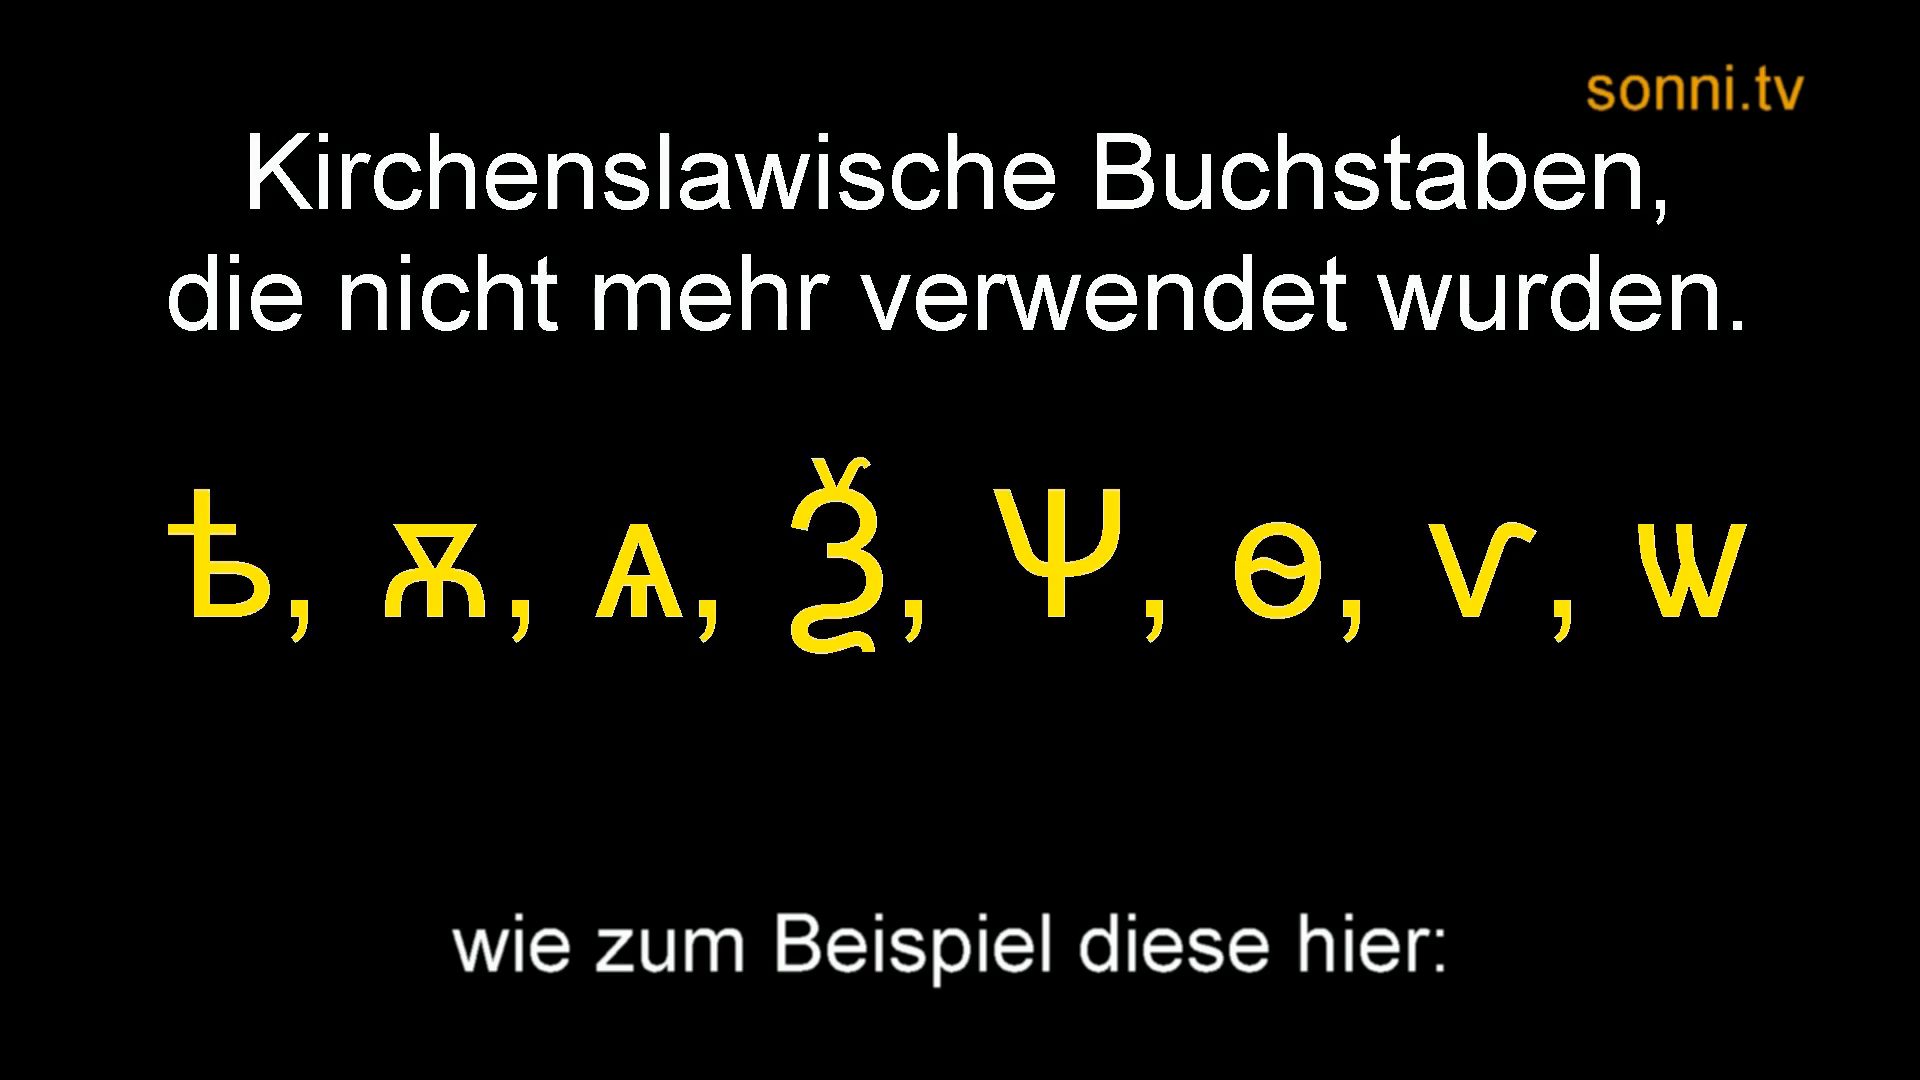 sonni.tv
Kirchenslawische Buchstaben,
die nicht mehr verwendet wurden.
ѣ, ѫ, ѧ, Ѯ, Ѱ, ѳ, ѵ, ѡ
wie zum Beispiel diese hier: